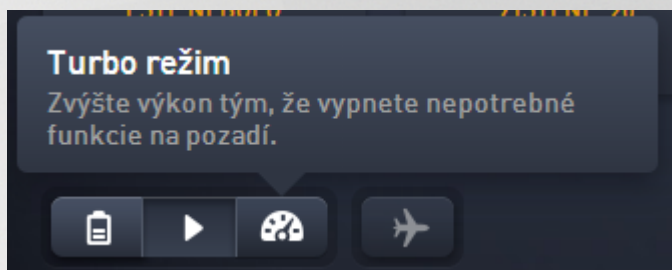 Turbo režim
Zvýšte výkon tým, že vypnete nepotrebné
funkcie na pozadí.